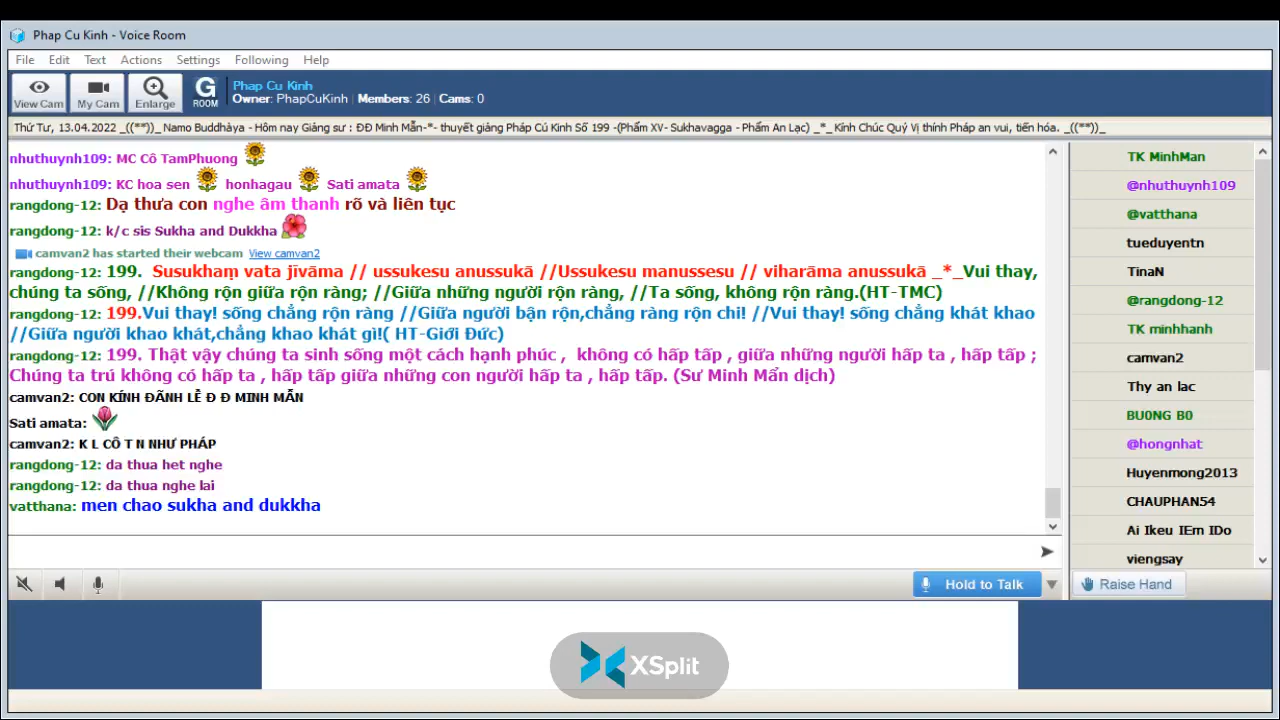 Phap Cu Kinh - Voice Room
File Edit Text Actions Settings Following Help
View Cam My Cam Enlarge G ROOM
Phap Cu Kinh
Owner: PhapCuKinh | Members: 26 | Cams: 0
Thứ Tư, 13.04.2022 _((**))_ Namo Buddhàya - Hôm nay Giảng sư : ĐĐ Minh Mẫn-*- thuyết giảng Pháp Cú Kinh Số 199 -(Phẩm XV- Sukhavagga - Phẩm An Lạc) _*_ Kính Chúc Quý Vị thính Pháp an vui, tiến hóa. _((**))_
nhuthuynh109: MC Cô TamPhuong
nhuthuynh109: KC hoa sen honhagau Sati amata
rangdong-12: Dạ thưa con nghe âm thanh rõ và liên tục
rangdong-12: k/c sis Sukha and Dukkha
camvan2 has started their webcam View camvan2
rangdong-12: 199. Susukhaṃ vata jīvāma // ussukesu anussukā //Ussukesu manussesu // viharāma anussukā _*_Vui thay,
chúng ta sống, //Không rộn giữa rộn ràng; //Giữa những người rộn ràng, //Ta sống, không rộn ràng.(HT-TMC)
rangdong-12: 199.Vui thay! sống chẳng rộn ràng //Giữa người bận rộn,chẳng ràng rộn chi! //Vui thay! sống chẳng khát khao
//Giữa người khao khát,chẳng khao khát gì!( HT-Giới Đức)
rangdong-12: 199. Thật vậy chúng ta sinh sống một cách hạnh phúc , không có hấp tấp , giữa những người hấp ta , hấp tấp ;
Chúng ta trú không có hấp ta , hấp tấp giữa những con người hấp ta , hấp tấp. (Sư Minh Mẩn dịch)
camvan2: CON KÍNH ĐÃNH LỄ Đ Đ MINH MẪN
Sati amata:
camvan2: K L CÔ T N NHƯ PHÁP
rangdong-12: da thua het nghe
rangdong-12: da thua nghe lai
vatthana: men chao sukha and dukkha
TK MinhMan
@nhuthuynh109
@vatthana
tueduyentn
TinaN
@rangdong-12
TK minhhanh
camvan2
Thy an lac
BU0NG B0
@hongnhat
Huyenmong2013
CHAUPHAN54
Ai Ikeu IEm IDo
viengsay
Hold to Talk
Raise Hand
XSplit